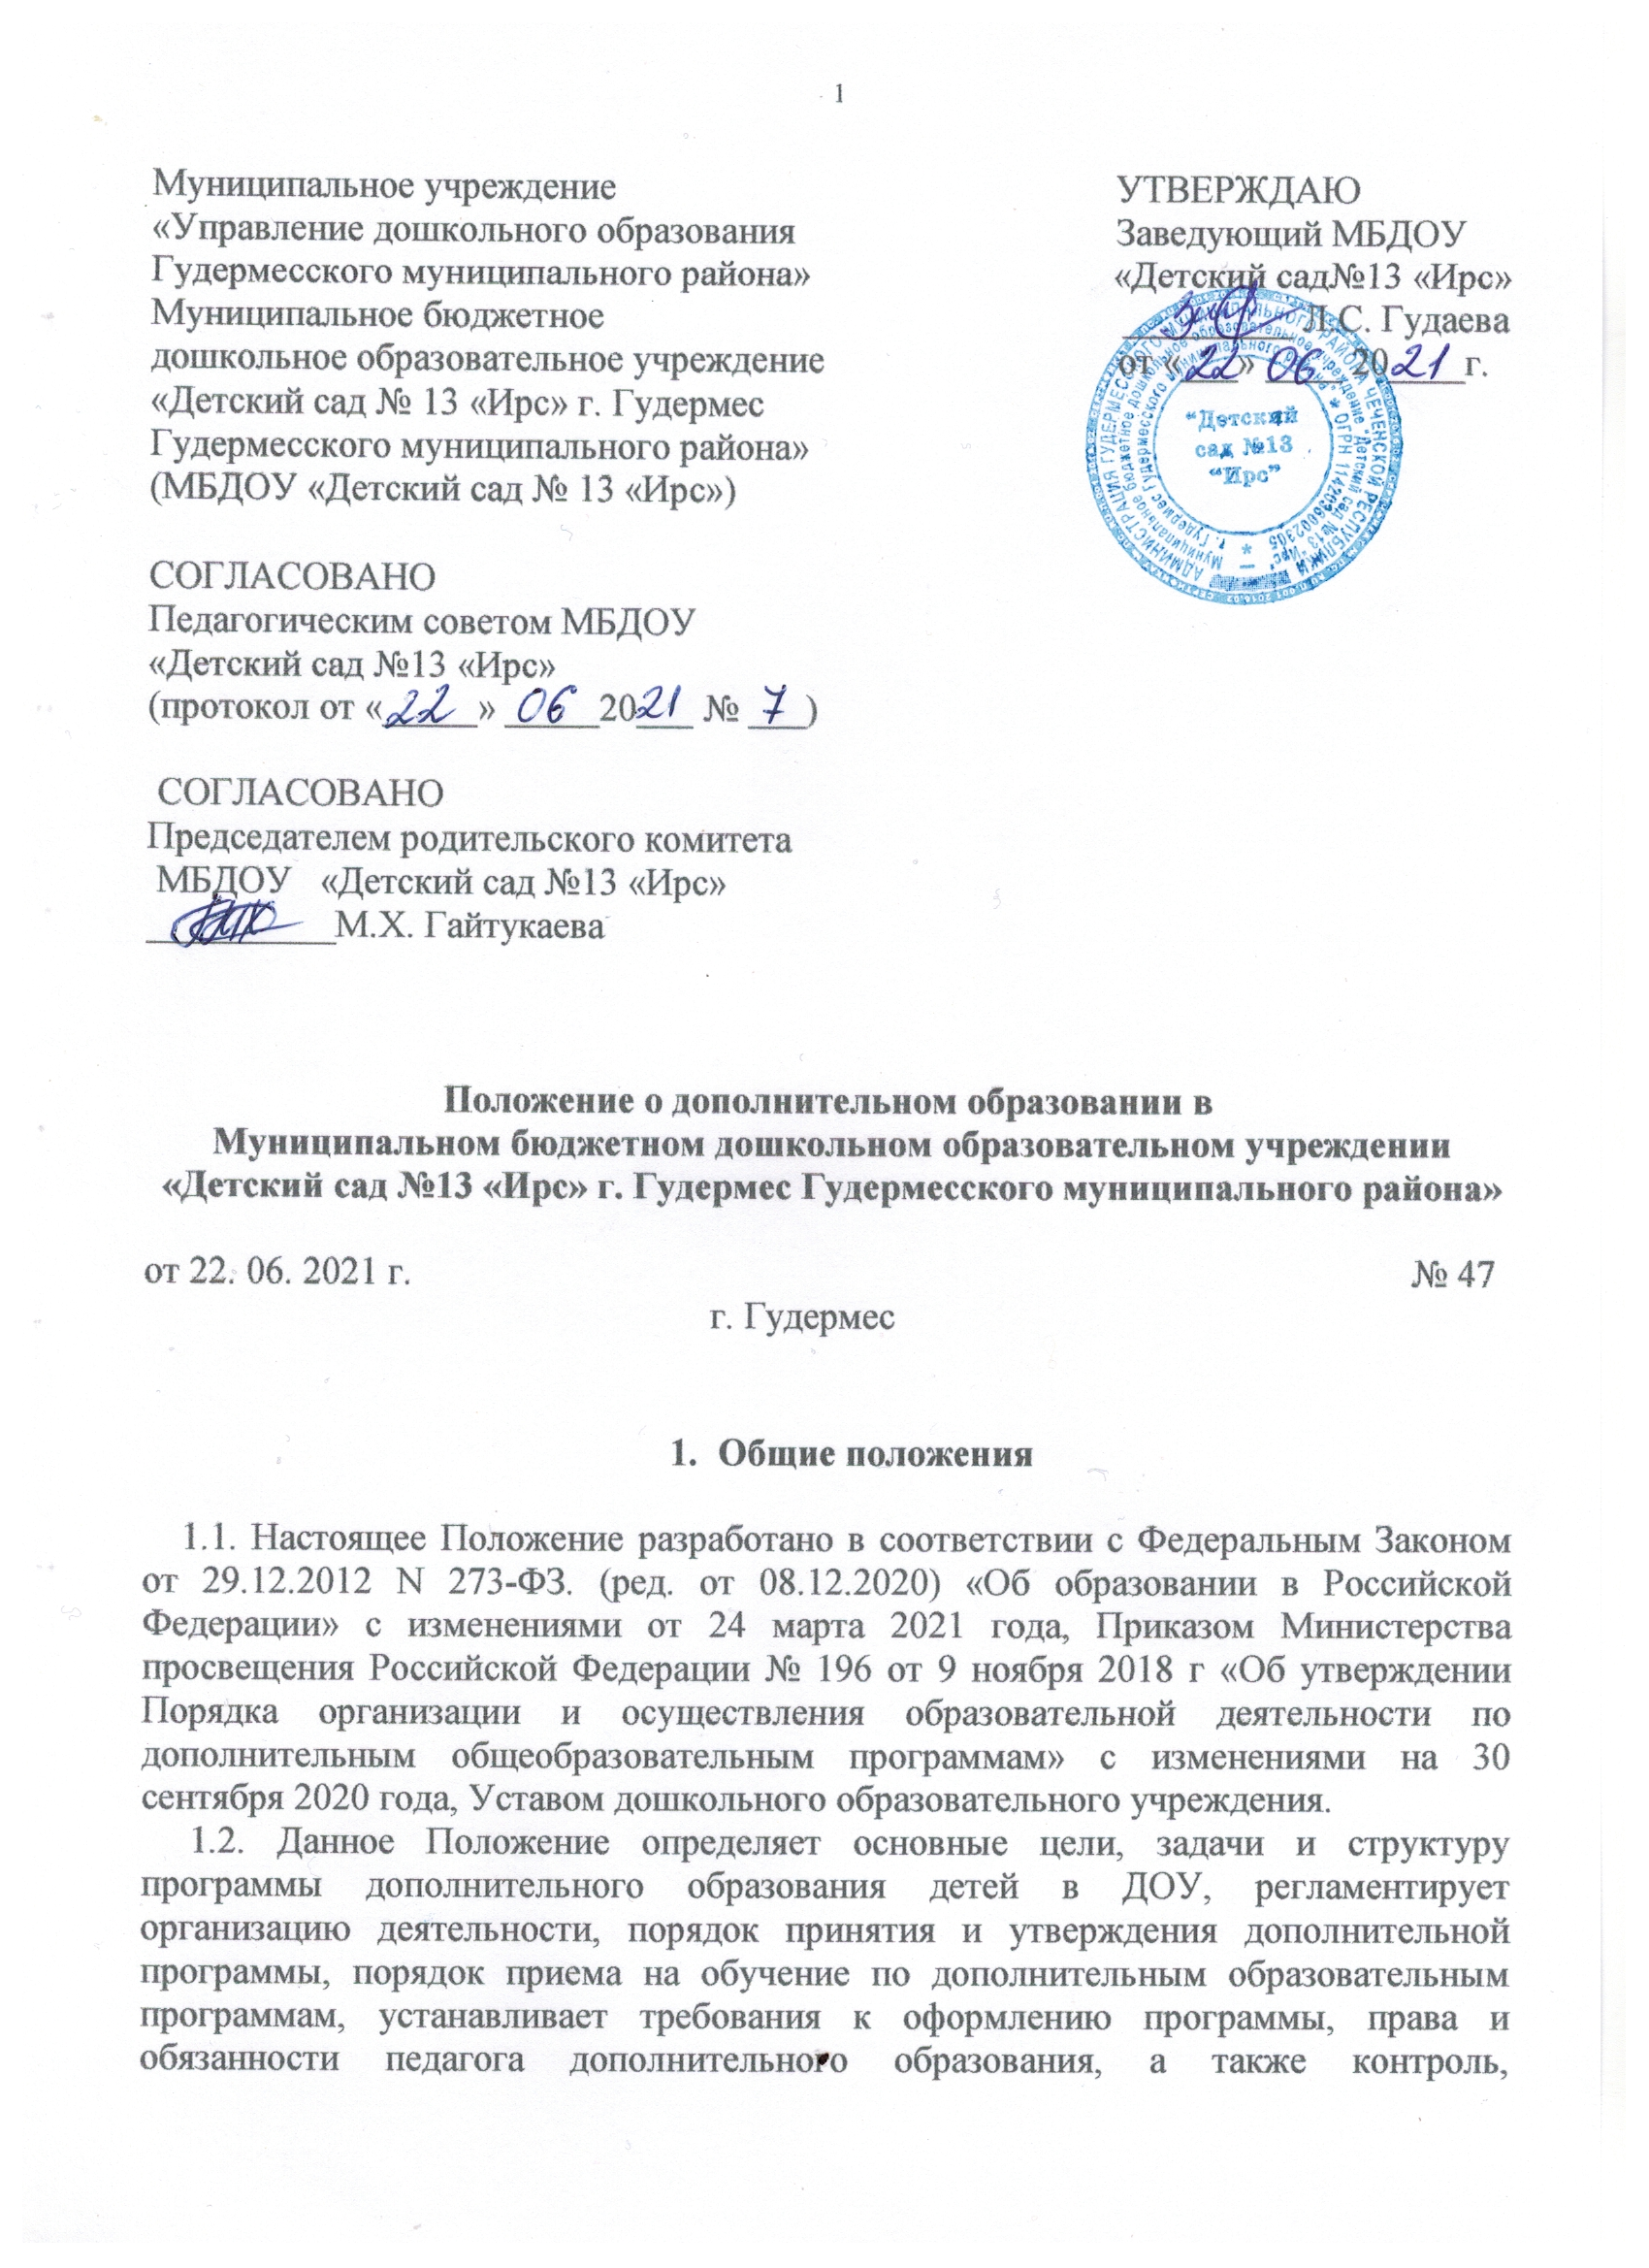 1
Муниципальное учреждение
«Управление дошкольного образования
Гудермесского муниципального района»
Муниципальное бюджетное
дошкольное образовательное учреждение
«Детский сад № 13 «Ирс» г. Гудермес
Гудермесского муниципального района»
(МБДОУ «Детский сад № 13 «Ирс»)
УТВЕРЖДАЮ
Заведующий МБДОУ
«Детский сад№13 «Ирс»
Л.С. Гудаева
от «22» 06 2021 г.
"Детский
сад №13
"Ирс"
СОГЛАСОВАНО
Педагогическим советом МБДОУ
«Детский сад №13 «Ирс»
(протокол от «22» 06 2021 № 7)
СОГЛАСОВАНО
Председателем родительского комитета
МБДОУ «Детский сад №13 «Ирс»
М.Х. Гайтукаева
Положение о дополнительном образовании в
Муниципальном бюджетном дошкольном образовательном учреждении
«Детский сад №13 «Ирс» г. Гудермес Гудермесского муниципального района»
от 22. 06. 2021 г. № 47
г. Гудермес
1. Общие положения
1.1. Настоящее Положение разработано в соответствии с Федеральным Законом
от 29.12.2012 N 273-ФЗ. (ред. от 08.12.2020) «Об образовании в Российской
Федерации» с изменениями от 24 марта 2021 года, Приказом Министерства
просвещения Российской Федерации № 196 от 9 ноября 2018 г «Об утверждении
Порядка организации и осуществления образовательной деятельности по
дополнительным общеобразовательным программам» с изменениями на 30
сентября 2020 года, Уставом дошкольного образовательного учреждения.
1.2. Данное Положение определяет основные цели, задачи и структуру
программы дополнительного образования детей в ДОУ, регламентирует
организацию деятельности, порядок принятия и утверждения дополнительной
программы, порядок приема на обучение по дополнительным образовательным
программам, устанавливает требования к оформлению программы, права и
обязанности педагога дополнительного образования, а также контроль,